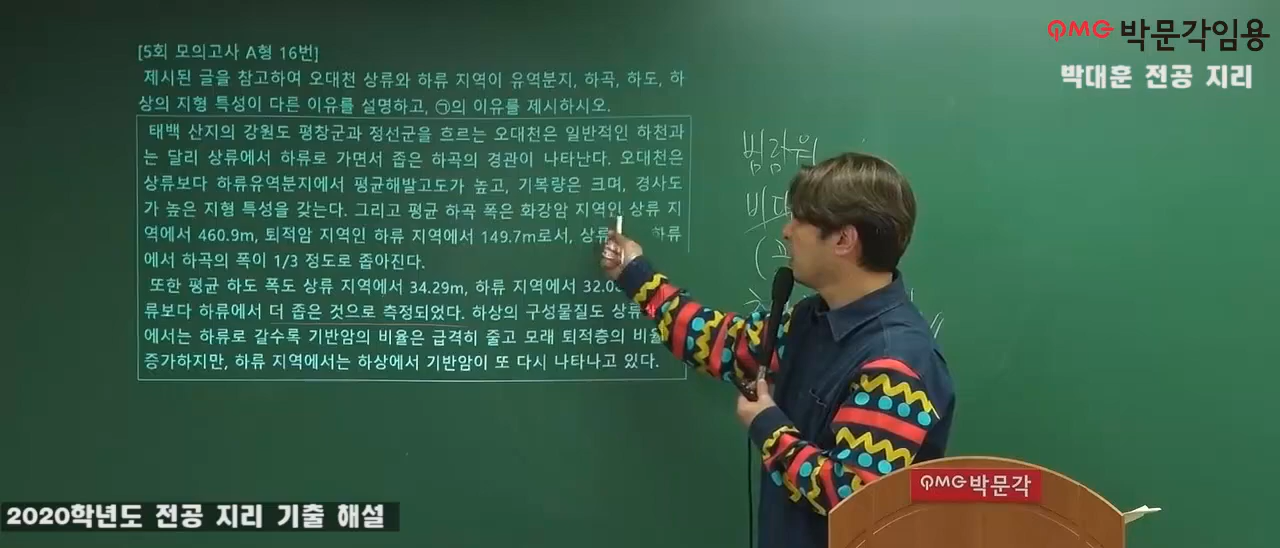 [5회 모의고사 A형 16번]
제시된 글을 참고하여 오대천 상류와 하류 지역이 유역분지, 하곡, 하도, 하
상의 지형 특성이 다른 이유를 설명하고, ㉠의 이유를 제시하시오.
태백 산지의 강원도 평창군과 정선군을 흐르는 오대천은 일반적인 하천과
는 달리 상류에서 하류로 가면서 좁은 하곡의 경관이 나타난다. 오대천은
상류보다 하류유역분지에서 평균해발고도가 높고, 기복량은 크며, 경사도
가 높은 지형 특성을 갖는다. 그리고 평균 하곡 폭은 화강암 지역인 상류 지
역에서 460.9m, 퇴적암 지역인 하류 지역에서 149.7m로서, 상류 하류
에서 하곡의 폭이 1/3 정도로 좁아진다.
또한 평균 하도 폭도 상류 지역에서 34.29m, 하류 지역에서 32.0
류보다 하류에서 더 좁은 것으로 측정되었다. 하상의 구성물질도 상류
에서는 하류로 갈수록 기반암의 비율은 급격히 줄고 모래 퇴적층의 비율
증가하지만, 하류 지역에서는 하상에서 기반암이 또 다시 나타나고 있다.
범람원
PMG 박문각임용
박대훈 전공 지리
PMG 박문각
2020학년도 전공 지리 기출 해설